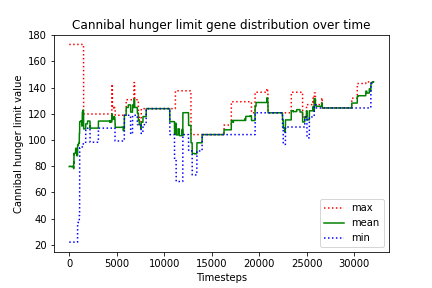 Cannibal hunger limit gene distribution over time
Cannibal hunger limit value
180
160
140
120
100
80
60
40
20
0
5000
10000
15000
20000
25000
30000
Timesteps
max
mean
min